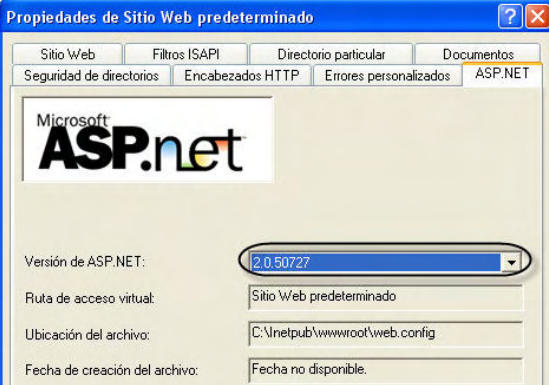 Propiedades de Sitio Web predeterminado
Sitio Web Filtros ISAPI Directorio particular Documentos
Seguridad de directorios Encabezados HTTP Errores personalizados ASP.NET
Microsoft
ASP.net
Versión de ASP.NET: 2.0.50727
Ruta de acceso virtual: Sitio Web predeterminado
Ubicación del archivo: C:\Inetpub\wwwroot\web.config
Fecha de creación del archivo: Fecha no disponible.